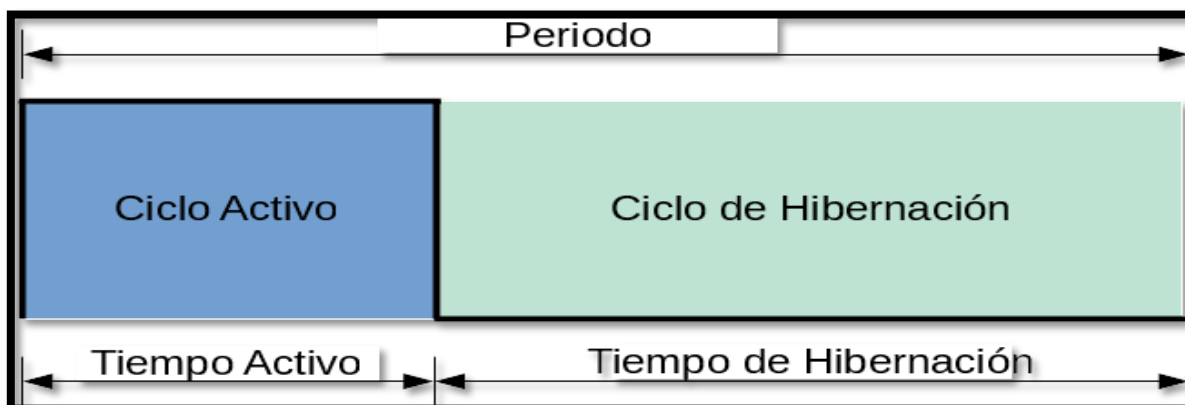 Periodo
Ciclo Activo
Ciclo de Hibernación
Tiempo Activo
Tiempo de Hibernación